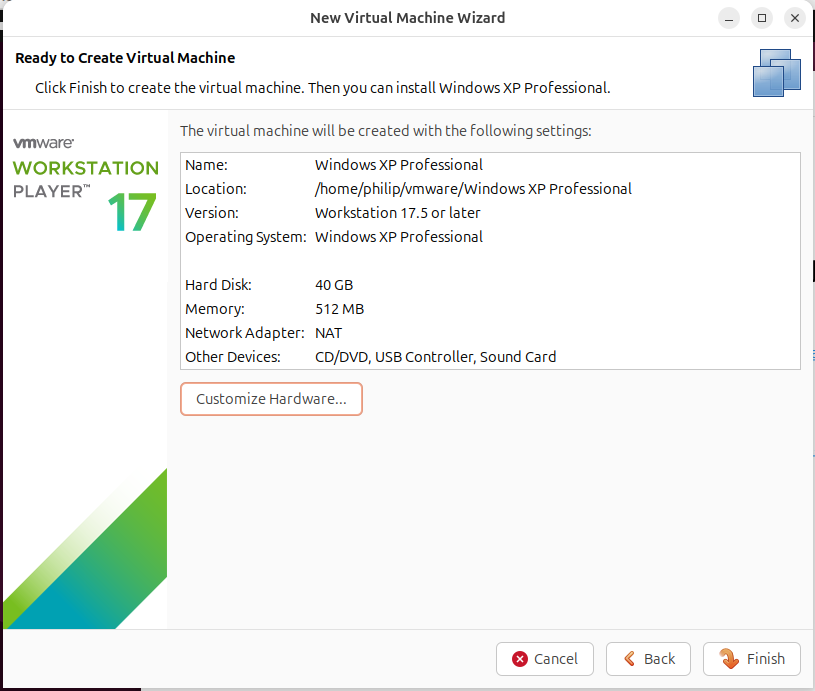 New Virtual Machine Wizard
Ready to Create Virtual Machine
Click Finish to create the virtual machine. Then you can install Windows XP Professional.
vmware
WORKSTATION
PLAYER™
17
The virtual machine will be created with the following settings:
Name: Windows XP Professional
Location: /home/philip/vmware/Windows XP Professional
Version: Workstation 17.5 or later
Operating System: Windows XP Professional
Hard Disk: 40 GB
Memory: 512 MB
Network Adapter: NAT
Other Devices: CD/DVD, USB Controller, Sound Card
Customize Hardware...
Cancel Back Finish